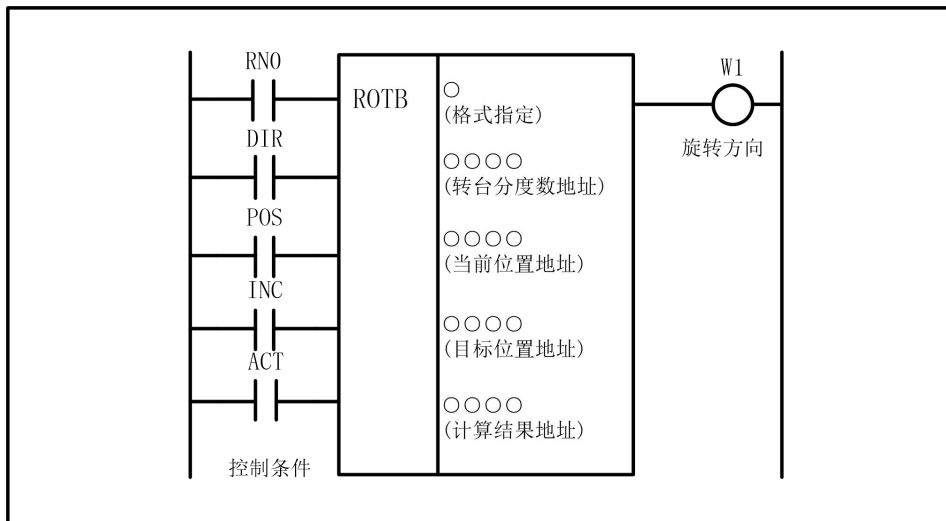 RN0
W1
ROTB
○
(格式指定)
DIR
旋转方向
○○○○
(转台分度数地址)
POS
○○○○
(当前位置地址)
INC
○○○○
(目标位置地址)
ACT
○○○○
(计算结果地址)
控制条件